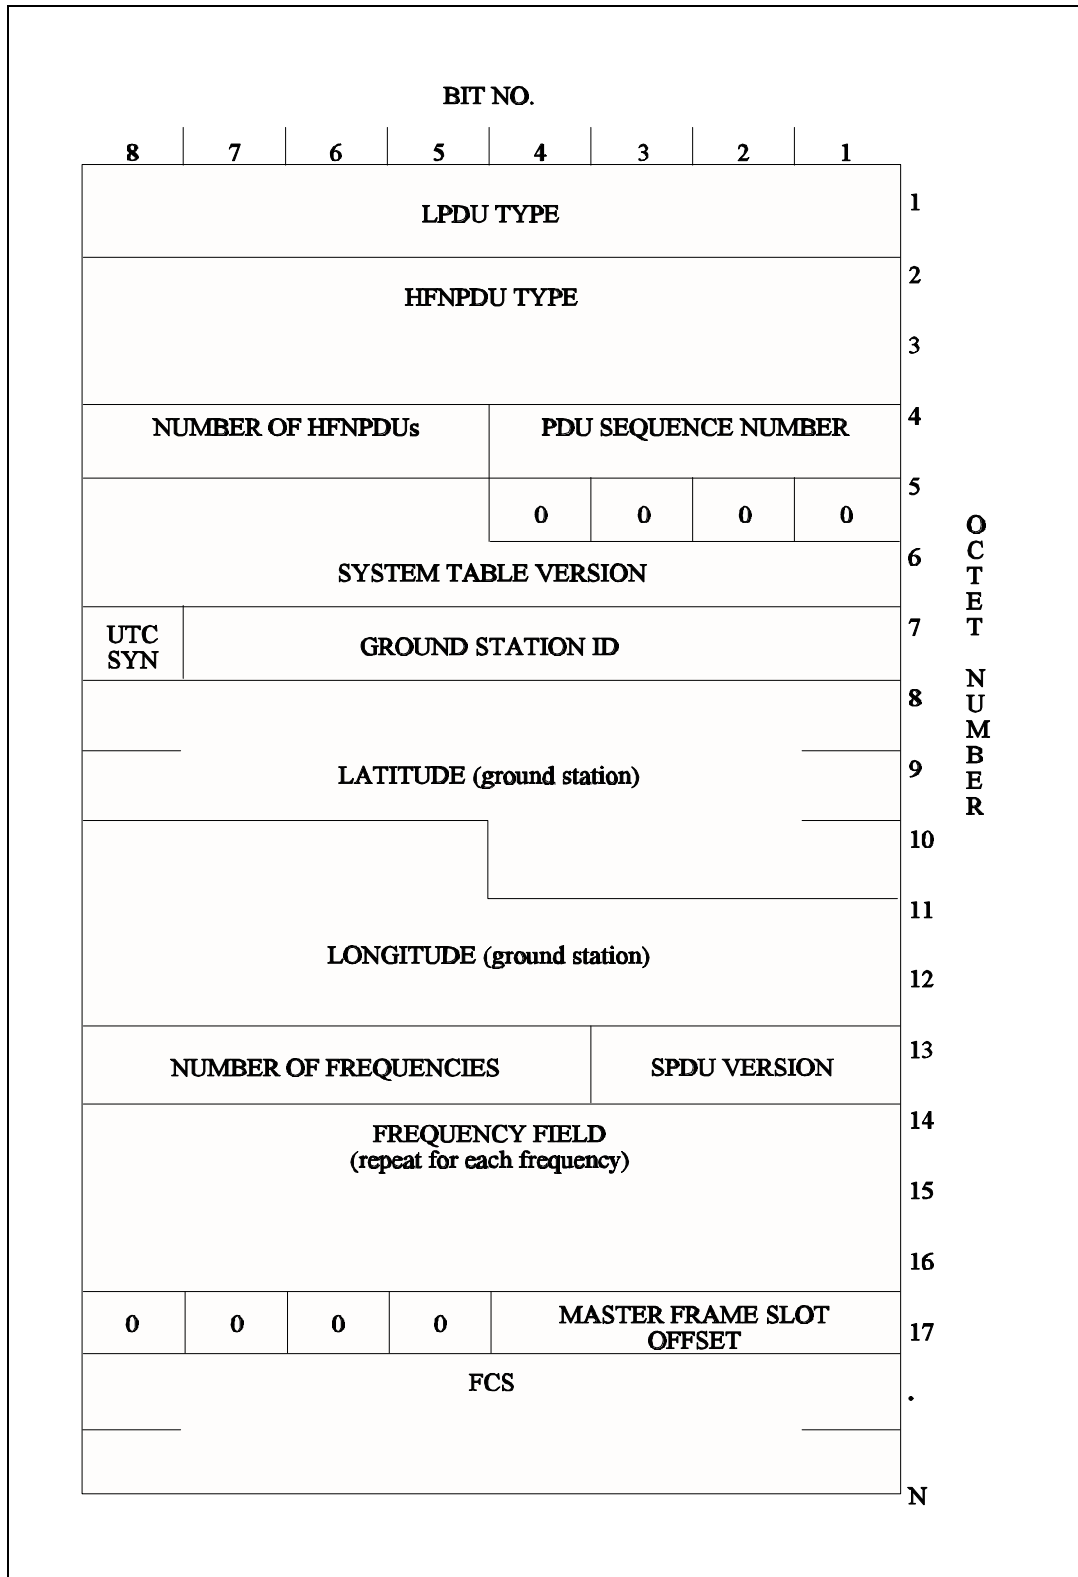 BIT NO.
8 7 6 5 4 3 2 1
LPDU TYPE
1
HFNPDU TYPE
2
3
NUMBER OF HFNPDUs PDU SEQUENCE NUMBER
4
0 0 0 0
5
SYSTEM TABLE VERSION
6
UTC
SYN
GROUND STATION ID
7
8
LATITUDE (ground station)
9
10
11
LONGITUDE (ground station)
12
NUMBER OF FREQUENCIES SPDU VERSION
13
FREQUENCY FIELD
(repeat for each frequency)
14
15
16
0 0 0 0
MASTER FRAME SLOT
OFFSET
17
FCS
.
N
OCTET NUMBER